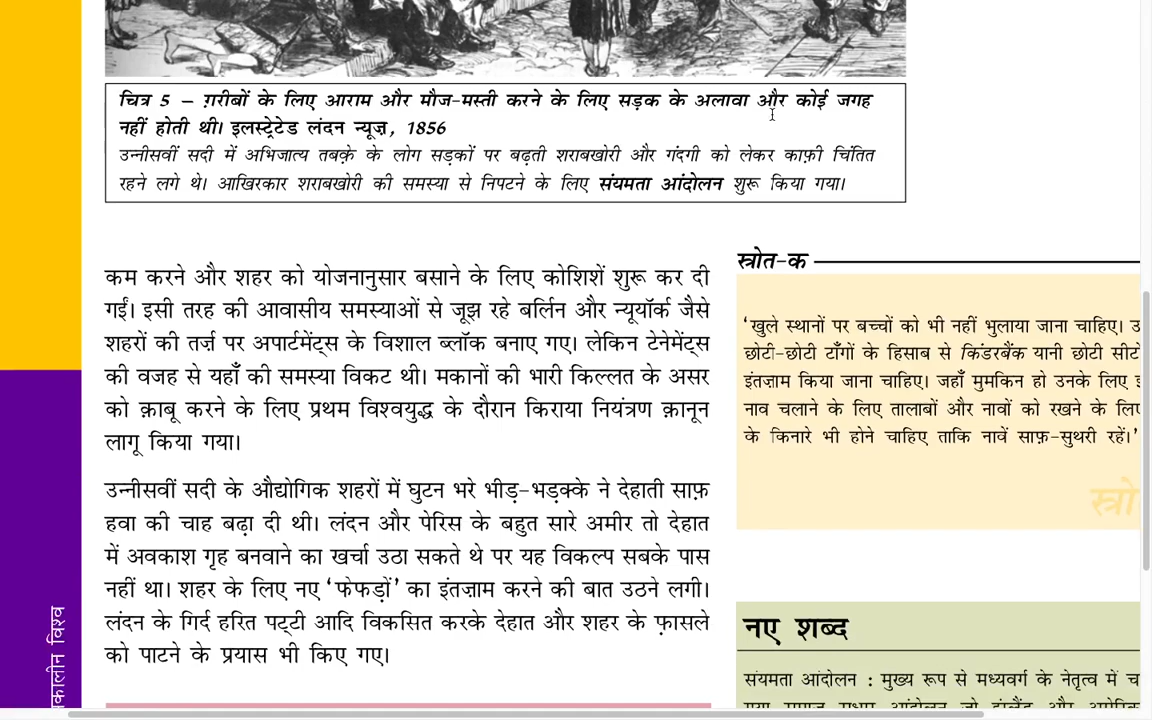 चित्र 5 – ग़रीबों के लिए आराम और मौज-मस्ती करने के लिए सड़क के अलावा और कोई जगह
नहीं होती थी। इलस्ट्रेटेड लंदन न्यूज़, 1856
उन्नीसवीं सदी में अभिजात्य तबक़े के लोग सड़कों पर बढ़ती शराबखोरी और गंदगी को लेकर काफ़ी चिंतित
रहने लगे थे। आखिरकार शराबखोरी की समस्या से निपटने के लिए संयमता आंदोलन शुरू किया गया।
कम करने और शहर को योजनानुसार बसाने के लिए कोशिशें शुरू कर दी
गईं। इसी तरह की आवासीय समस्याओं से जूझ रहे बर्लिन और न्यूयॉर्क जैसे
शहरों की तर्ज़ पर अपार्टमेंट्स के विशाल ब्लॉक बनाए गए। लेकिन टेनेमेंट्स
की वजह से यहाँ की समस्या विकट थी। मकानों की भारी किल्लत के असर
को क़ाबू करने के लिए प्रथम विश्वयुद्ध के दौरान किराया नियंत्रण क़ानून
लागू किया गया।
उन्नीसवीं सदी के औद्योगिक शहरों में घुटन भरे भीड़-भड़क्के ने देहाती साफ़
हवा की चाह बढ़ा दी थी। लंदन और पेरिस के बहुत सारे अमीर तो देहात
में अवकाश गृह बनवाने का खर्चा उठा सकते थे पर यह विकल्प सबके पास
नहीं था। शहर के लिए नए ‘फेफड़ों’ का इंतज़ाम करने की बात उठने लगी।
लंदन के गिर्द हरित पट्टी आदि विकसित करके देहात और शहर के फ़ासले
को पाटने के प्रयास भी किए गए।
स्त्रोत-क
‘खुले स्थानों पर बच्चों को भी नहीं भुलाया जाना चाहिए। उ
छोटी-छोटी टाँगों के हिसाब से किंडरबैंक यानी छोटी सीटों
इंतज़ाम किया जाना चाहिए। जहाँ मुमकिन हो उनके लिए
नाव चलाने के लिए तालाबों और नावों को रखने के लिए
के किनारे भी होने चाहिए ताकि नावें साफ़-सुथरी रहें।’
स्त्रो
नए शब्द
संयमता आंदोलन : मुख्य रूप से मध्यवर्ग के नेतृत्व में च
कालीन विश्व